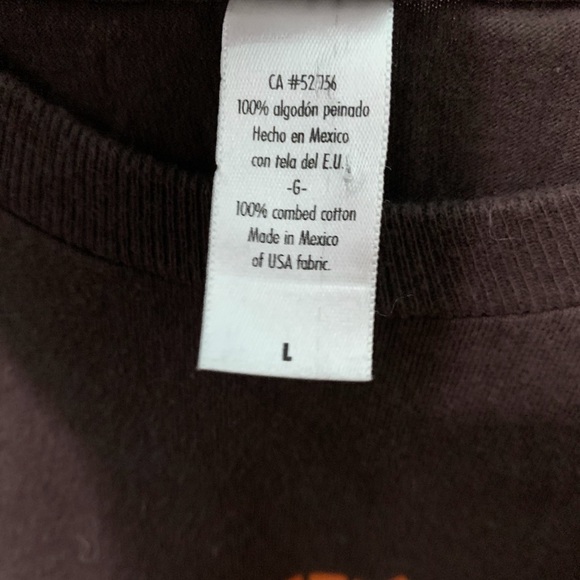 CA #52756
100% algodón peinado
Hecho en Mexico
con tela del E.U.
-G-
100% combed cotton
Made in Mexico
of USA fabric.
L